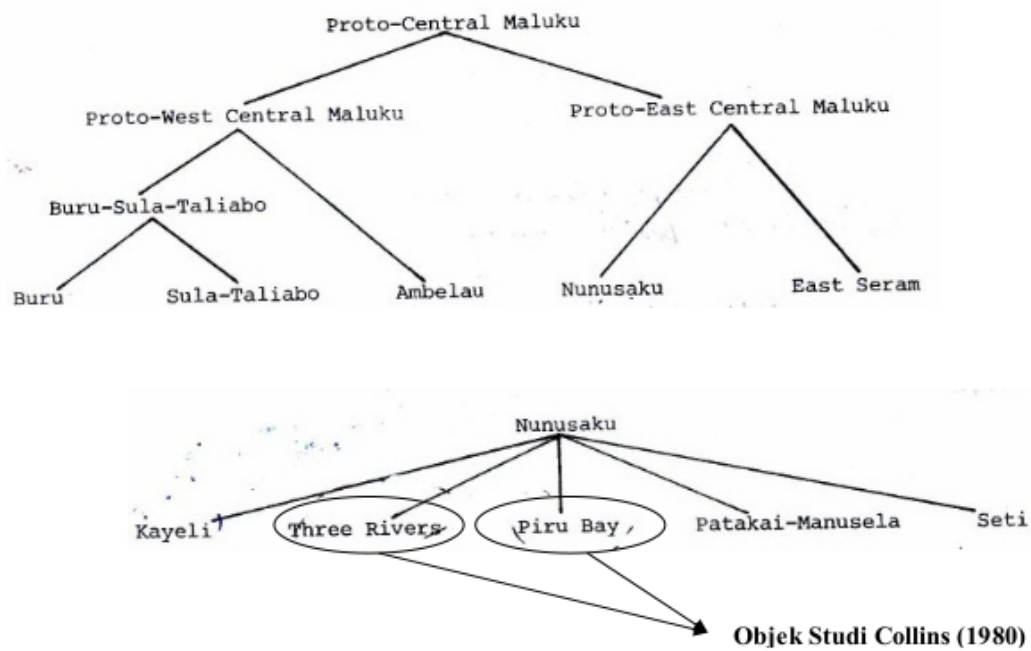 Proto-Central Maluku
Proto-West Central Maluku
Proto-East Central Maluku
Buru-Sula-Taliabo
Buru
Sula-Taliabo
Ambelau
Nunusaku
East Seram
Nunusaku
Kayeli
Three Rivers
Piru Bay
Patakai-Manusela
Seti
Objek Studi Collins (1980)